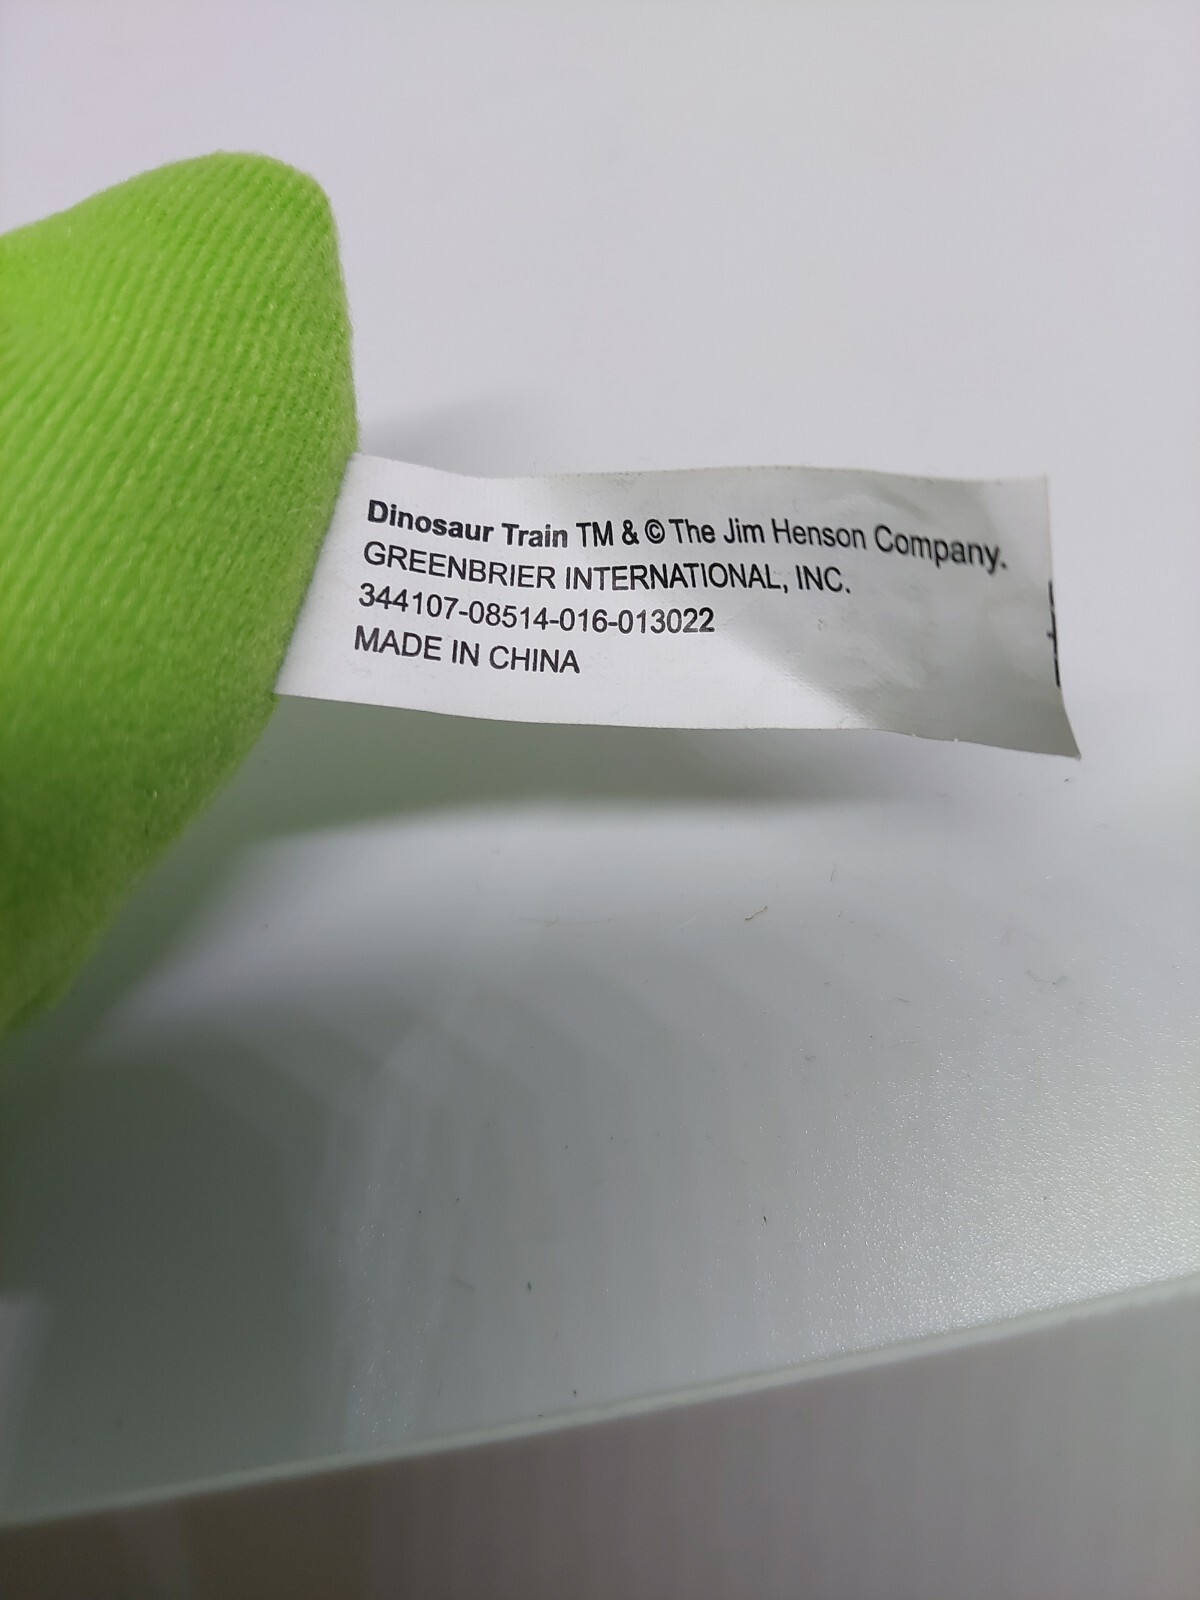 Dinosaur Train TM & © The Jim Henson Company.
GREENBRIER INTERNATIONAL, INC.
344107-08514-016-013022
MADE IN CHINA